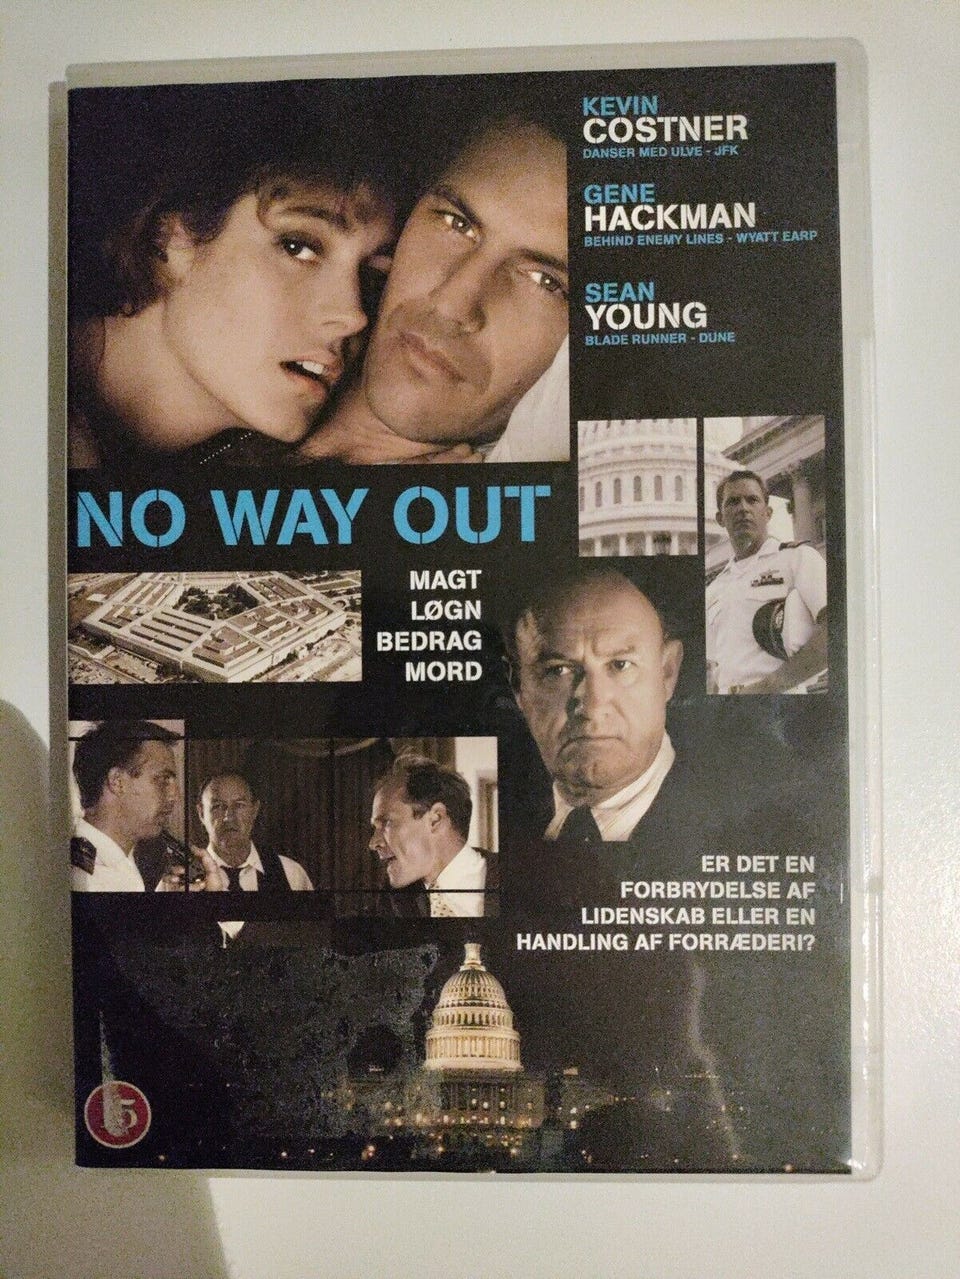 KEVIN
COSTNER
DANSER MED ULVE - JFK
GENE
HACKMAN
BEHIND ENEMY LINES - WYATT EARP
SEAN
YOUNG
BLADE RUNNER - DUNE
NO WAY OUT
MAGT
LØGN
BEDRAG
MORD
ER DET EN
FORBRYDELSE AF
LIDENSKAB ELLER EN
HANDLING AF FORRÆDERI?
15